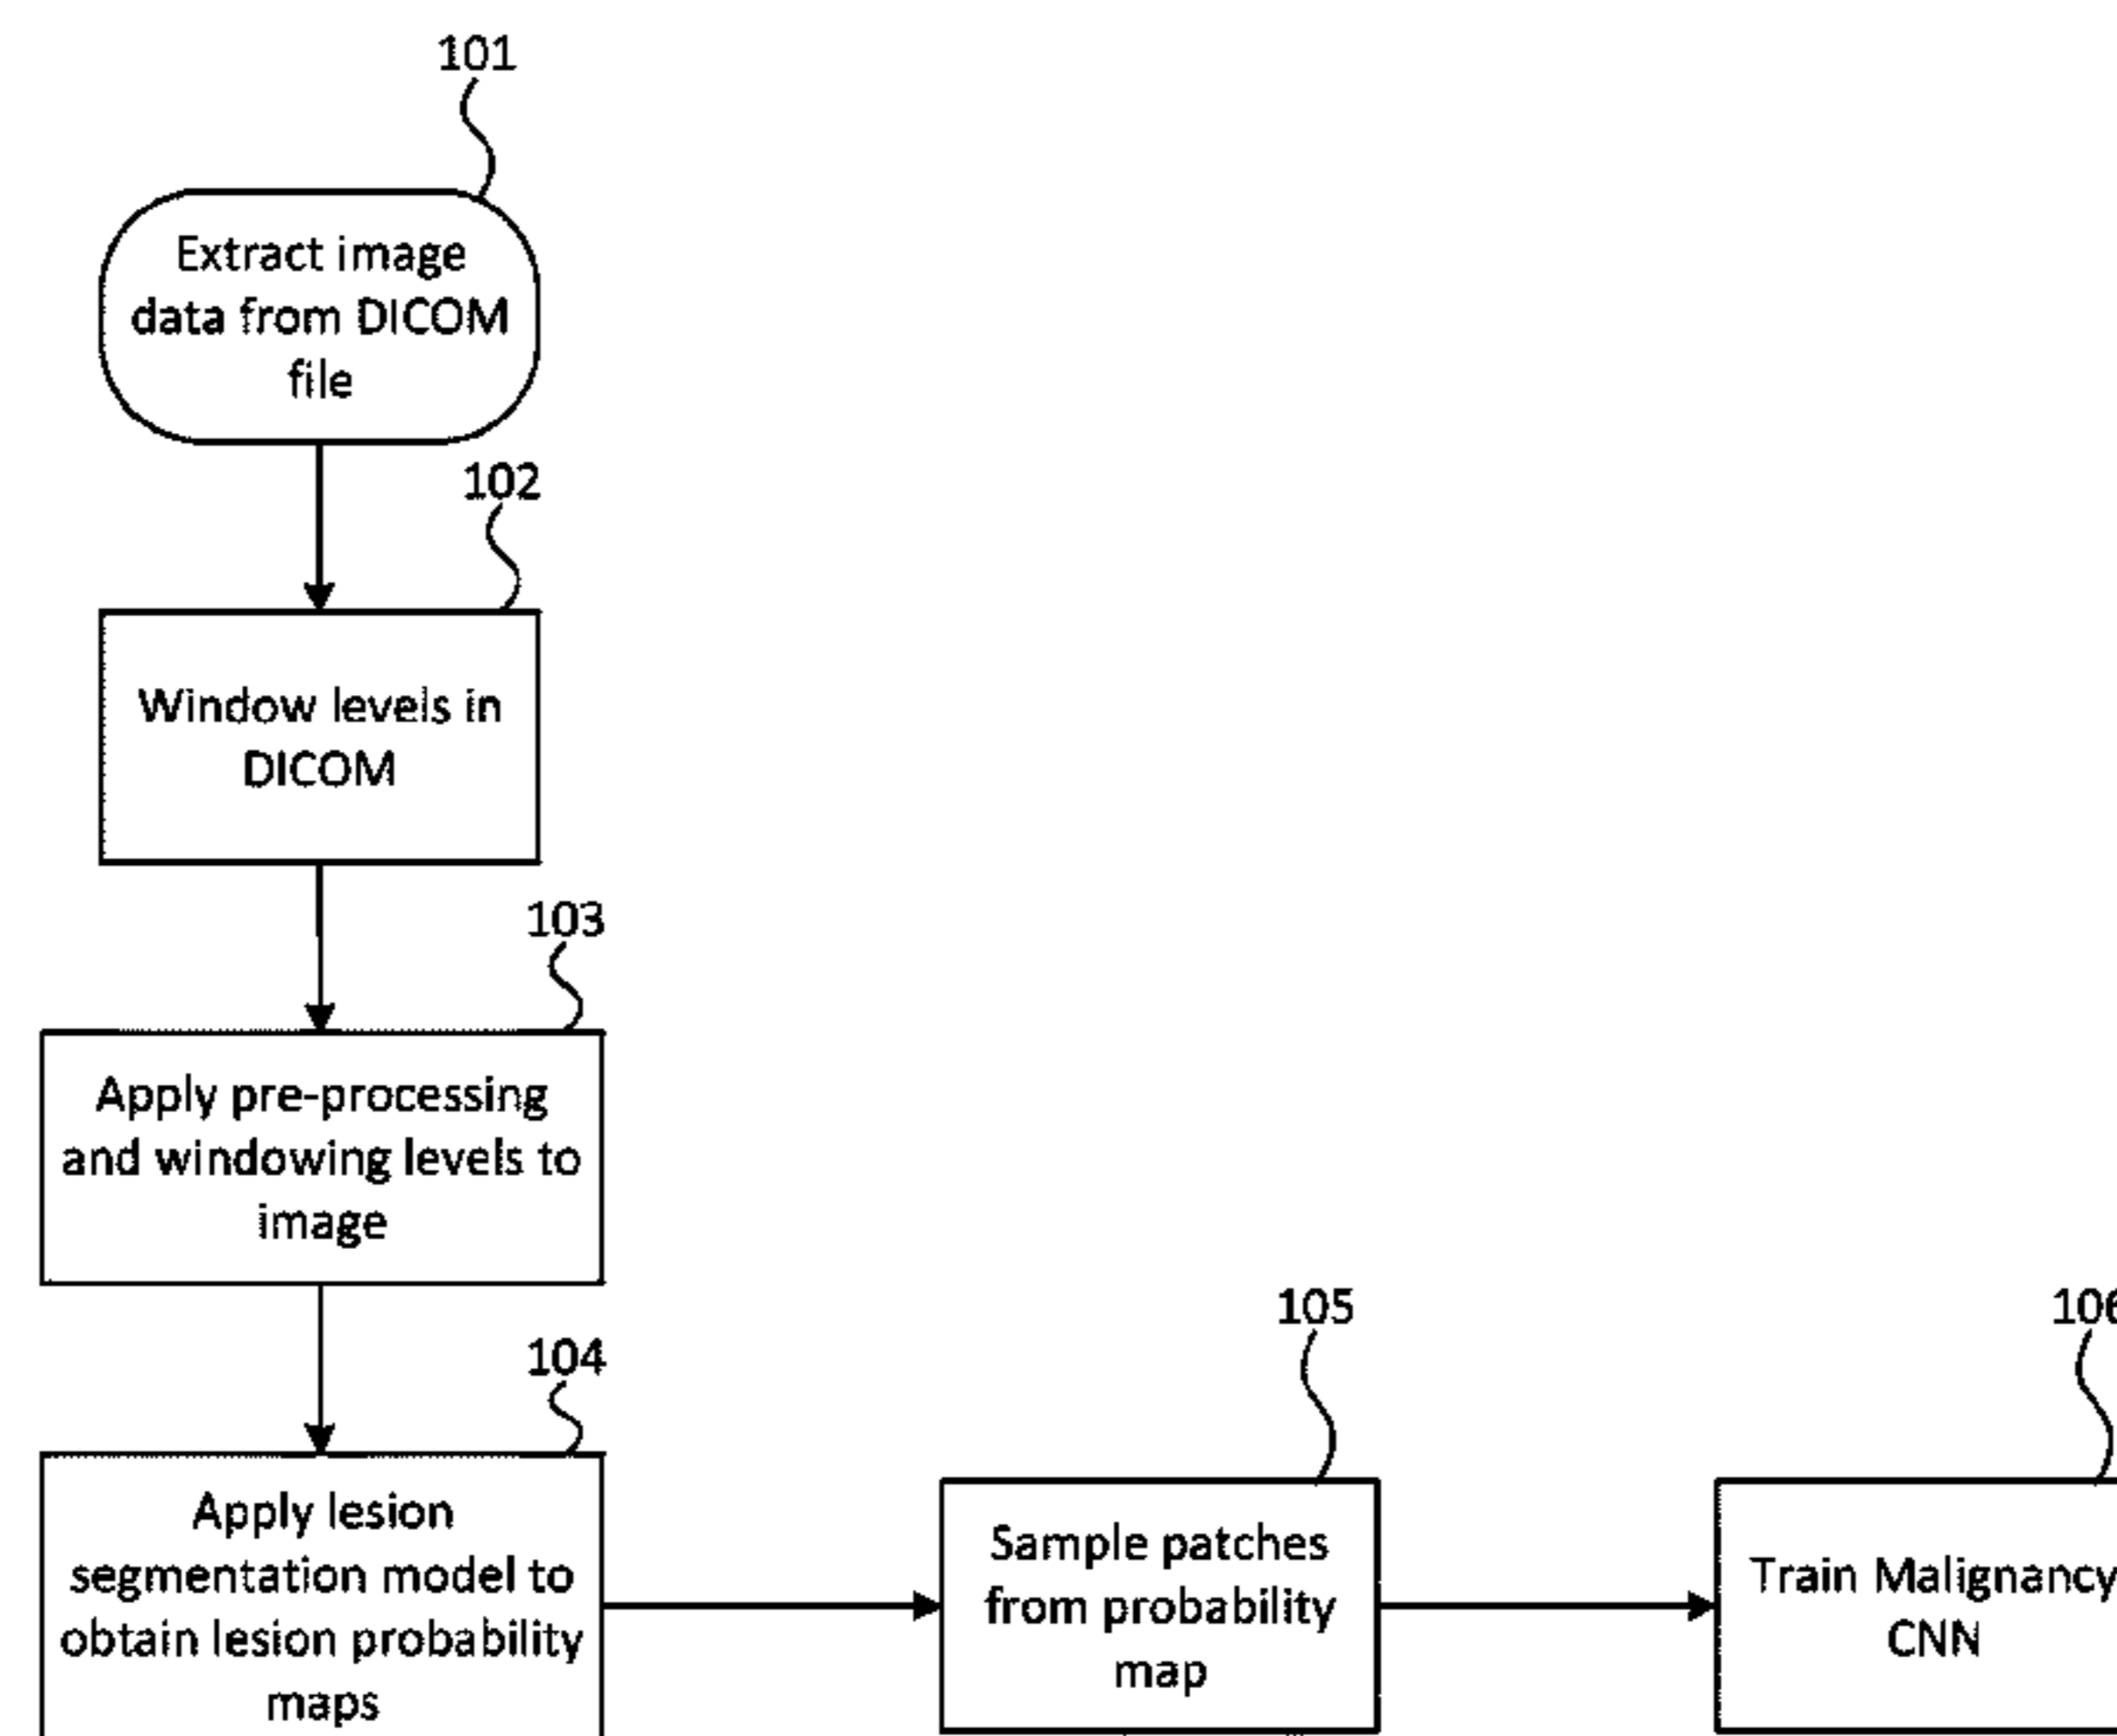 101
Extract image
data from DICOM
file
102
Window levels in
DICOM
103
Apply pre-processing
and windowing levels to
image
104
Apply lesion
segmentation model to
obtain lesion probability
maps
105
Sample patches
from probability
map
106
Train Malignancy
CNN